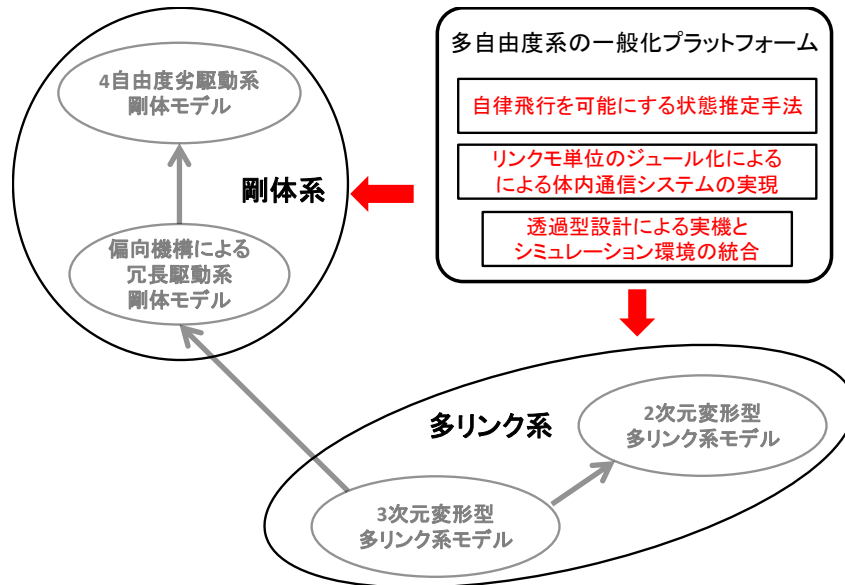 4自由度劣駆動系
剛体モデル
剛体系
偏向機構による
冗長駆動系
剛体モデル
多自由度系の一般化プラットフォーム
自律飛行を可能にする状態推定手法
リンクモ単位のジュール化による
による体内通信システムの実現
透過型設計による実機と
シミュレーション環境の統合
多リンク系
2次元変形型
多リンク系モデル
3次元変形型
多リンク系モデル